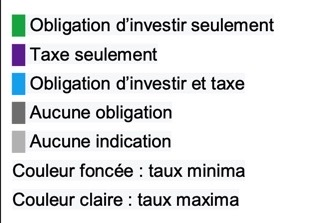 Obligation d’investir seulement
Taxe seulement
Obligation d’investir et taxe
Aucune obligation
Aucune indication
Couleur foncée : taux minima
Couleur claire : taux maxima